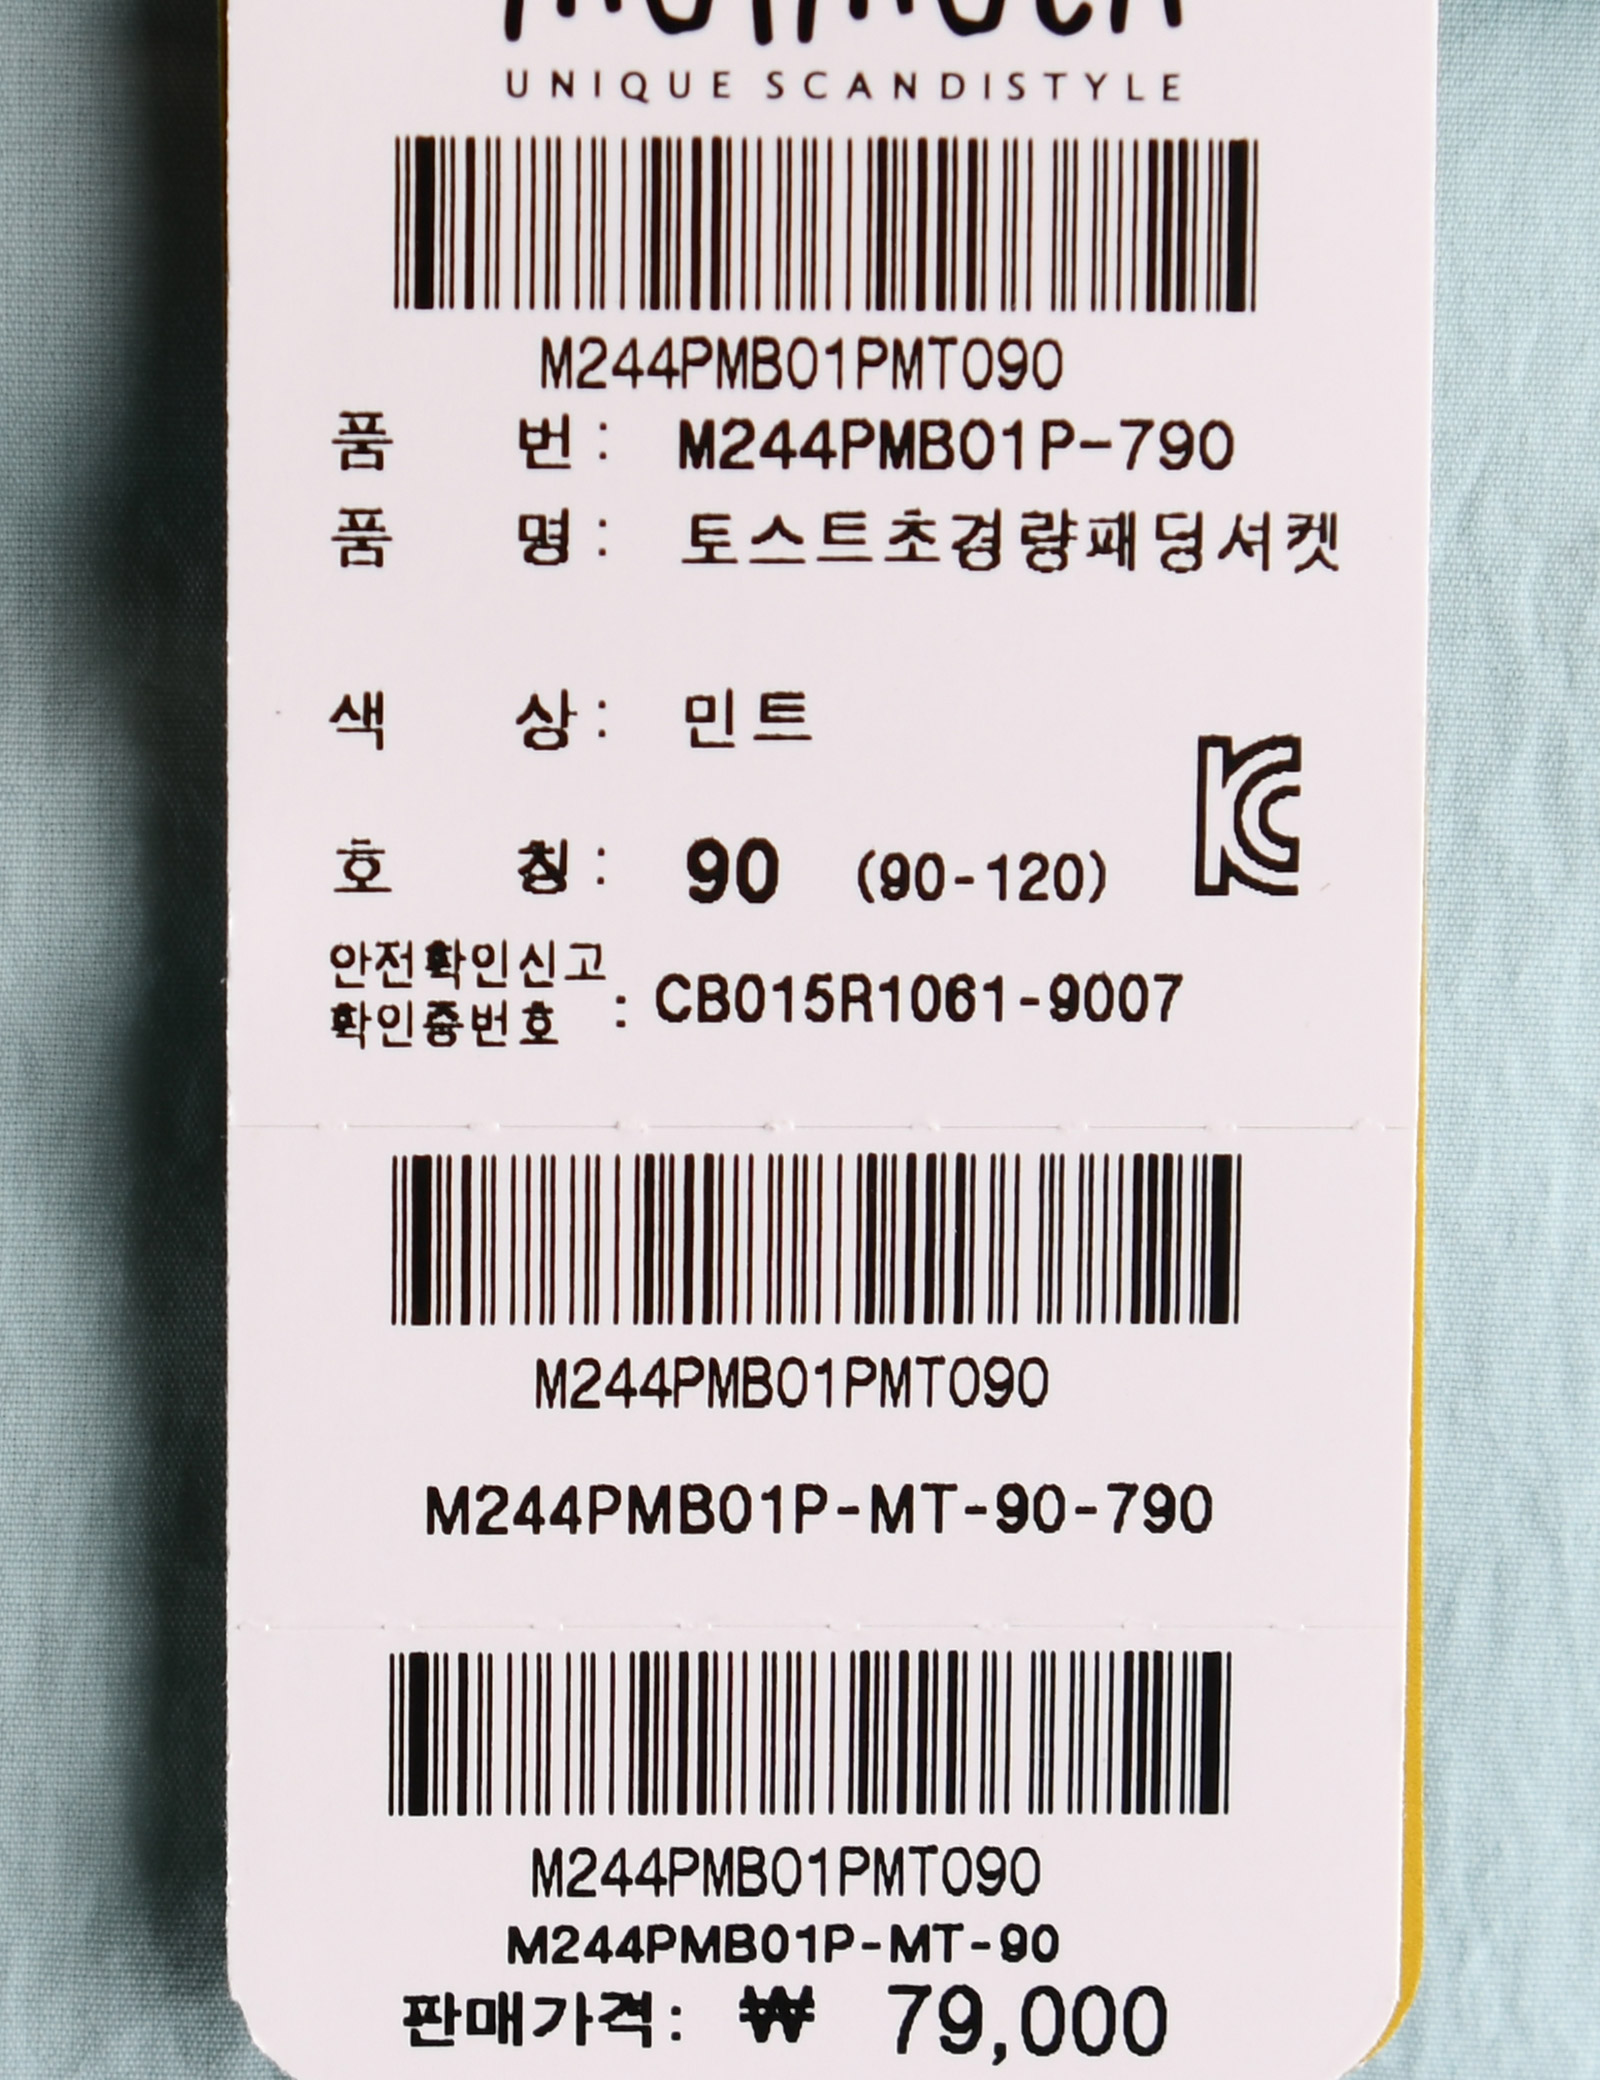 UNIQUE SCANDISTYLE
M244PMB01PMT090
품 번 : M244PMB01P-790
품 명 : 토스트초경량패딩셔켓
색 상 : 민트
호 칭 : 90 (90-120)
안전확인신고
확인증번호 : CB015R1061-9007
M244PMB01PMT090
M244PMB01P-MT-90-790
M244PMB01PMT090
M244PMB01P-MT-90
판매가격: ₩ 79,000